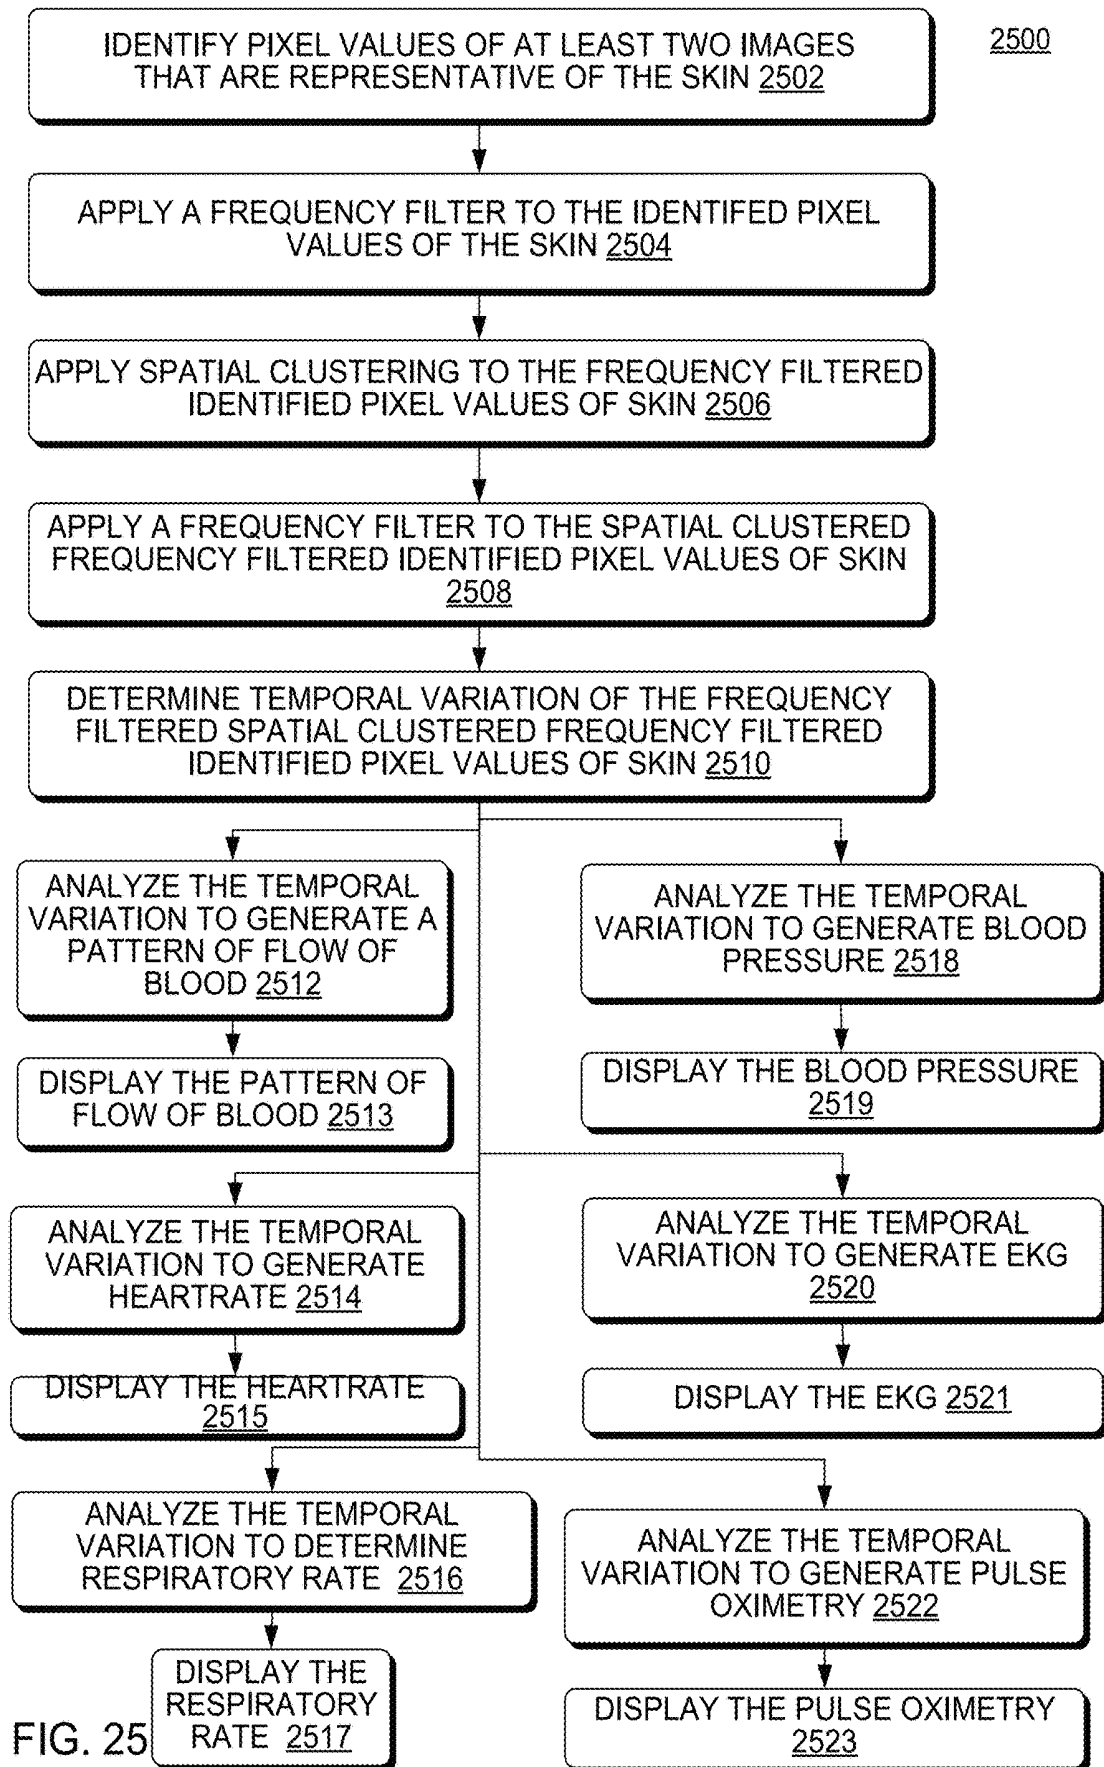 IDENTIFY PIXEL VALUES OF AT LEAST TWO IMAGES
THAT ARE REPRESENTATIVE OF THE SKIN 2502
2500
APPLY A FREQUENCY FILTER TO THE IDENTIFED PIXEL
VALUES OF THE SKIN 2504
APPLY SPATIAL CLUSTERING TO THE FREQUENCY FILTERED
IDENTIFIED PIXEL VALUES OF SKIN 2506
APPLY A FREQUENCY FILTER TO THE SPATIAL CLUSTERED
FREQUENCY FILTERED IDENTIFIED PIXEL VALUES OF SKIN
2508
DETERMINE TEMPORAL VARIATION OF THE FREQUENCY
FILTERED SPATIAL CLUSTERED FREQUENCY FILTERED
IDENTIFIED PIXEL VALUES OF SKIN 2510
ANALYZE THE TEMPORAL
VARIATION TO GENERATE A
PATTERN OF FLOW OF
BLOOD 2512
ANALYZE THE TEMPORAL
VARIATION TO GENERATE BLOOD
PRESSURE 2518
DISPLAY THE PATTERN OF
FLOW OF BLOOD 2513
DISPLAY THE BLOOD PRESSURE
2519
ANALYZE THE TEMPORAL
VARIATION TO GENERATE
HEARTRATE 2514
ANALYZE THE TEMPORAL
VARIATION TO GENERATE EKG
2520
DISPLAY THE HEARTRATE
2515
DISPLAY THE EKG 2521
ANALYZE THE TEMPORAL
VARIATION TO DETERMINE
RESPIRATORY RATE 2516
ANALYZE THE TEMPORAL
VARIATION TO GENERATE PULSE
OXIMETRY 2522
DISPLAY THE
RESPIRATORY
RATE 2517
DISPLAY THE PULSE OXIMETRY
2523
FIG. 25